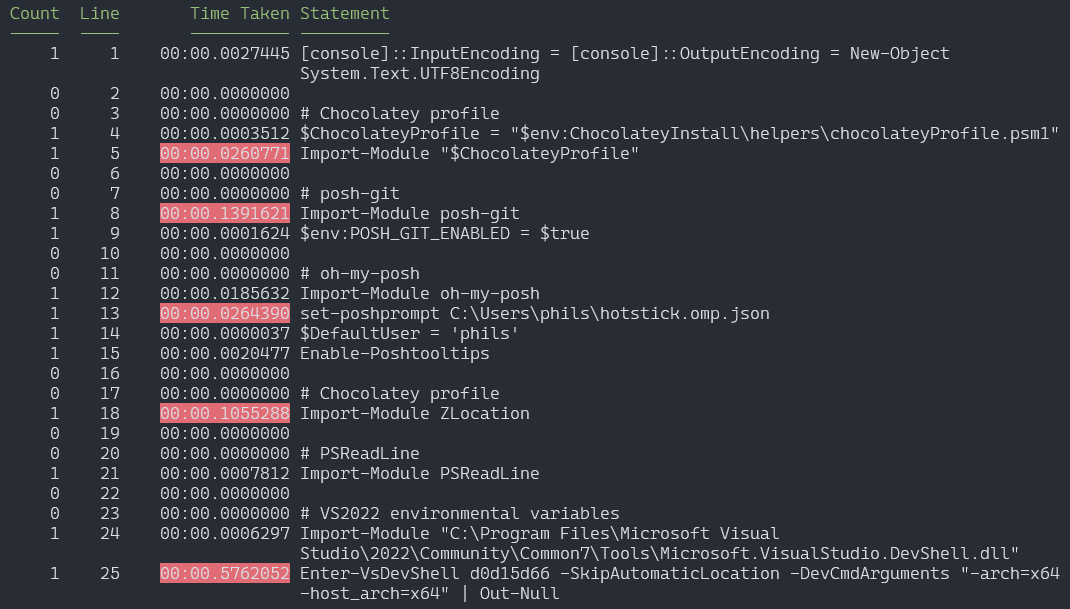 Count  Line       Time Taken Statement
-----  ----       ---------- ---------
    1     1    00:00.0027445 [console]::InputEncoding = [console]::OutputEncoding = New-Object
                             System.Text.UTF8Encoding
    0     2    00:00.0000000
    0     3    00:00.0000000 # Chocolatey profile
    1     4    00:00.0003512 $ChocolateyProfile = "$env:ChocolateyInstall\helpers\chocolateyProfile.psm1"
    1     5    00:00.0260771 Import-Module "$ChocolateyProfile"
    0     6    00:00.0000000
    0     7    00:00.0000000 # posh-git
    1     8    00:00.1391621 Import-Module posh-git
    1     9    00:00.0001624 $env:POSH_GIT_ENABLED = $true
    0    10    00:00.0000000
    0    11    00:00.0000000 # oh-my-posh
    1    12    00:00.0185632 Import-Module oh-my-posh
    1    13    00:00.0264390 set-poshprompt C:\Users\phils\hotstick.omp.json
    1    14    00:00.0000037 $DefaultUser = 'phils'
    1    15    00:00.0020477 Enable-Poshtooltips
    0    16    00:00.0000000
    0    17    00:00.0000000 # Chocolatey profile
    1    18    00:00.1055288 Import-Module ZLocation
    0    19    00:00.0000000
    0    20    00:00.0000000 # PSReadLine
    1    21    00:00.0007812 Import-Module PSReadLine
    0    22    00:00.0000000
    0    23    00:00.0000000 # VS2022 environmental variables
    1    24    00:00.0006297 Import-Module "C:\Program Files\Microsoft Visual
                             Studio\2022\Community\Common7\Tools\Microsoft.VisualStudio.DevShell.dll"
    1    25    00:00.5762052 Enter-VsDevShell d0d15d66 -SkipAutomaticLocation -DevCmdArguments "-arch=x64
                             -host_arch=x64" | Out-Null